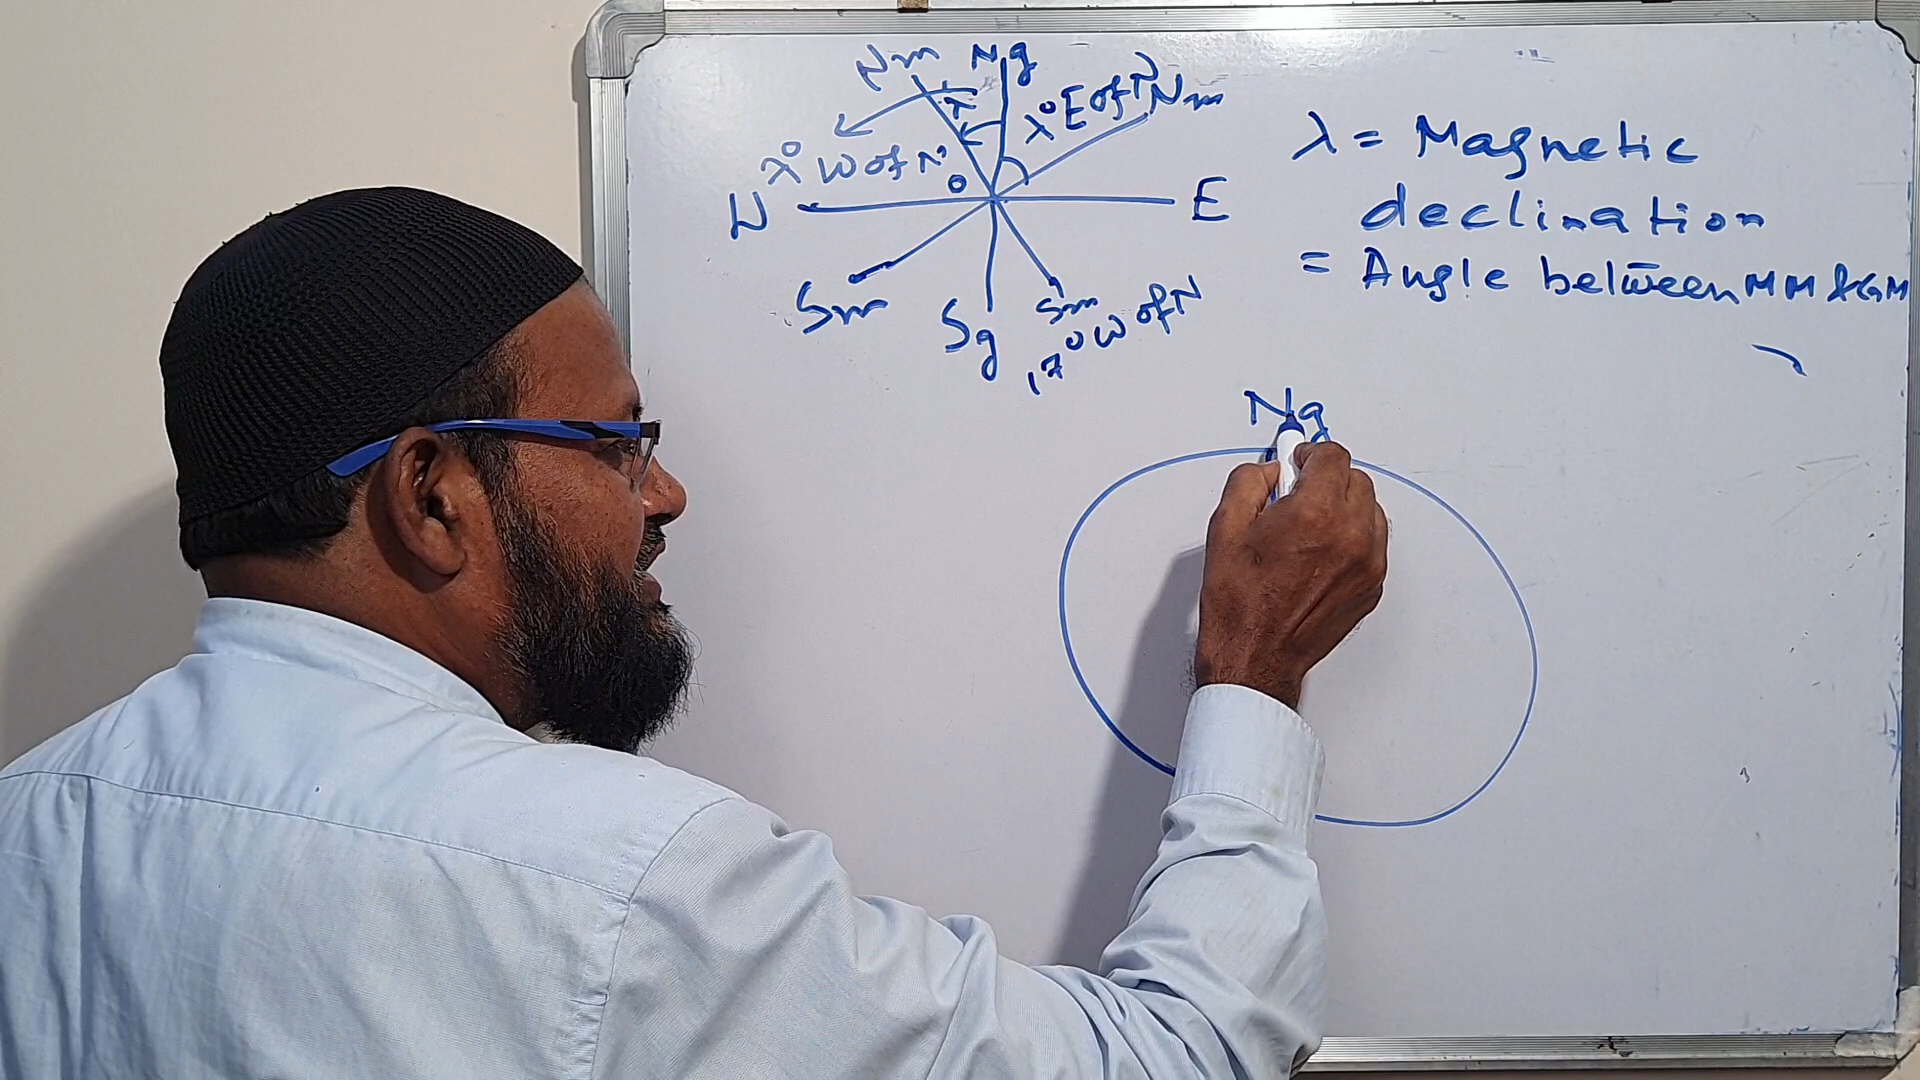 Nm Ng
λ
λ° E of N Nm
λ° W of N
O
W E
Sm Sg Sm
17° W of N
λ = Magnetic
declination
= Angle between MM & GM
Ng